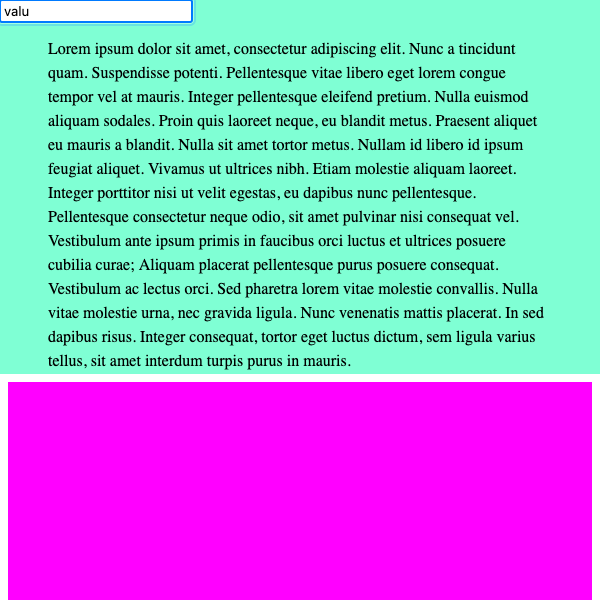 valu
Lorem ipsum dolor sit amet, consectetur adipiscing elit. Nunc a tincidunt
quam. Suspendisse potenti. Pellentesque vitae libero eget lorem congue
tempor vel at mauris. Integer pellentesque eleifend pretium. Nulla euismod
aliquam sodales. Proin quis laoreet neque, eu blandit metus. Praesent aliquet
eu mauris a blandit. Nulla sit amet tortor metus. Nullam id libero id ipsum
feugiat aliquet. Vivamus ut ultrices nibh. Etiam molestie aliquam laoreet.
Integer porttitor nisi ut velit egestas, eu dapibus nunc pellentesque.
Pellentesque consectetur neque odio, sit amet pulvinar nisi consequat vel.
Vestibulum ante ipsum primis in faucibus orci luctus et ultrices posuere
cubilia curae; Aliquam placerat pellentesque purus posuere consequat.
Vestibulum ac lectus orci. Sed pharetra lorem vitae molestie convallis. Nulla
vitae molestie urna, nec gravida ligula. Nunc venenatis mattis placerat. In sed
dapibus risus. Integer consequat, tortor eget luctus dictum, sem ligula varius
tellus, sit amet interdum turpis purus in mauris.